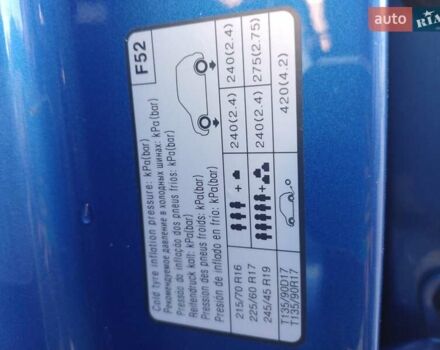 F52
Cold tyre inflation pressure: kPa(bar)
Рекомендуемое давление в холодных шинах: кПа(bar)
Pressão do inflação dos pneus frios: kPa(bar)
Reifendruck kalt: kPa(bar)
Pression des pneus froids: kPa(bar)
Presión de inflado en frío: kPa(bar)
215/70 R16
225/60 R17
245/45 R19
240(2.4) 240(2.4)
240(2.4) 275(2.75)
T135/90D17
T135/90R17
420(4.2)
RIA